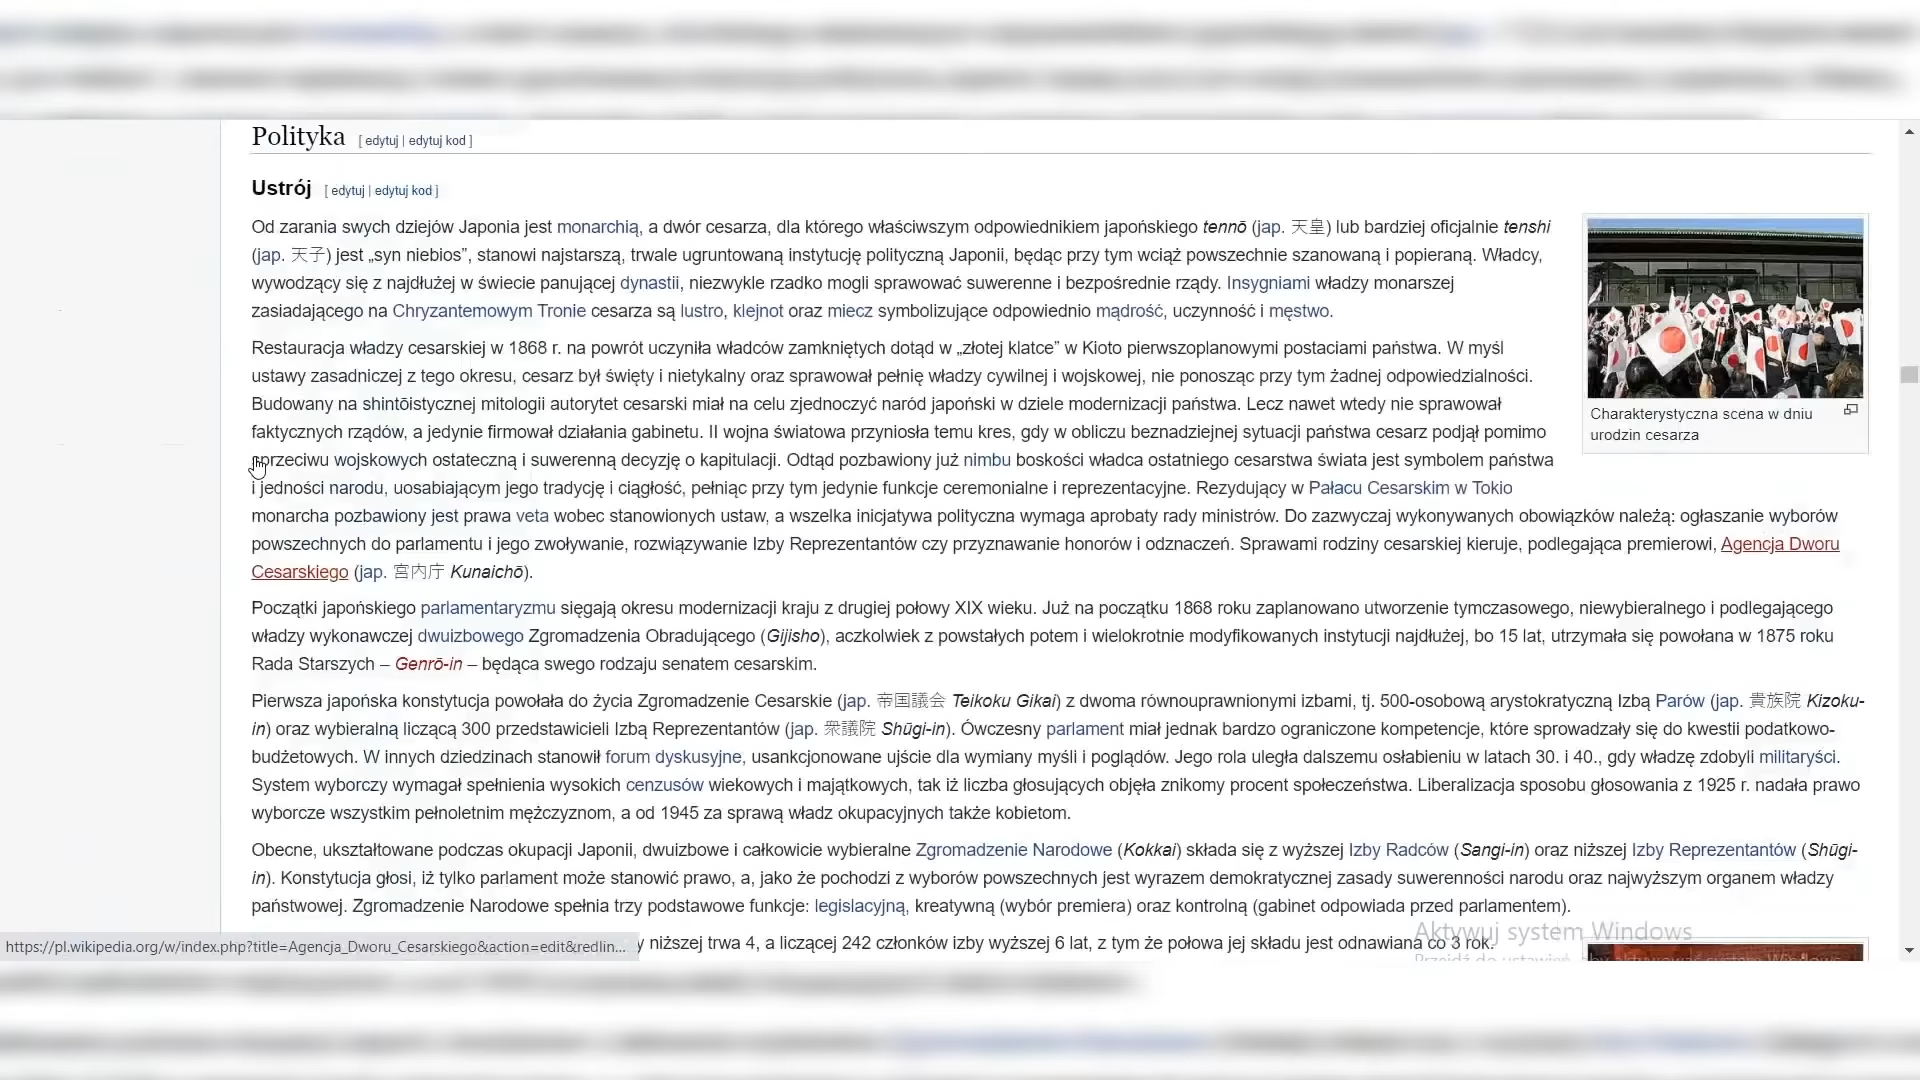 Polityka [ edytuj | edytuj kod ]
Ustrój [ edytuj | edytuj kod ]
Od zarania swych dziejów Japonia jest monarchią, a dwór cesarza, dla którego właściwszym odpowiednikiem japońskiego tennō (jap. 天皇) lub bardziej oficjalnie tenshi
(jap. 天子) jest „syn niebios”, stanowi najstarszą, trwale ugruntowaną instytucję polityczną Japonii, będąc przy tym wciąż powszechnie szanowaną i popieraną. Władcy,
wywodzący się z najdłużej w świecie panującej dynastii, niezwykle rzadko mogli sprawować suwerenne i bezpośrednie rządy. Insygniami władzy monarszej
zasiadającego na Chryzantemowym Tronie cesarza są lustro, klejnot oraz miecz symbolizujące odpowiednio mądrość, uczynność i męstwo.
Restauracja władzy cesarskiej w 1868 r. na powrót uczyniła władców zamkniętych dotąd w „złotej klatce” w Kioto pierwszoplanowymi postaciami państwa. W myśl
ustawy zasadniczej z tego okresu, cesarz był święty i nietykalny oraz sprawował pełnię władzy cywilnej i wojskowej, nie ponosząc przy tym żadnej odpowiedzialności.
Budowany na shintōistycznej mitologii autorytet cesarski miał na celu zjednoczyć naród japoński w dziele modernizacji państwa. Lecz nawet wtedy nie sprawował
faktycznych rządów, a jedynie firmował działania gabinetu. II wojna światowa przyniosła temu kres, gdy w obliczu beznadziejnej sytuacji państwa cesarz podjął pomimo
sprzeciwu wojskowych ostateczną i suwerenną decyzję o kapitulacji. Odtąd pozbawiony już nimbu boskości władca ostatniego cesarstwa świata jest symbolem państwa
i jedności narodu, uosabiającym jego tradycję i ciągłość, pełniąc przy tym jedynie funkcje ceremonialne i reprezentacyjne. Rezydujący w Pałacu Cesarskim w Tokio
monarcha pozbawiony jest prawa veta wobec stanowionych ustaw, a wszelka inicjatywa polityczna wymaga aprobaty rady ministrów. Do zazwyczaj wykonywanych obowiązków należą: ogłaszanie wyborów
powszechnych do parlamentu i jego zwoływanie, rozwiązywanie Izby Reprezentantów czy przyznawanie honorów i odznaczeń. Sprawami rodziny cesarskiej kieruje, podlegająca premierowi, Agencja Dworu
Cesarskiego (jap. 宮内庁 Kunaichō).
Charakterystyczna scena w dniu
urodzin cesarza
Początki japońskiego parlamentaryzmu sięgają okresu modernizacji kraju z drugiej połowy XIX wieku. Już na początku 1868 roku zaplanowano utworzenie tymczasowego, niewybieralnego i podlegającego
władzy wykonawczej dwuizbowego Zgromadzenia Obradującego (Gijisho), aczkolwiek z powstałych potem i wielokrotnie modyfikowanych instytucji najdłużej, bo 15 lat, utrzymała się powołana w 1875 roku
Rada Starszych – Genrō-in – będąca swego rodzaju senatem cesarskim.
Pierwsza japońska konstytucja powołała do życia Zgromadzenie Cesarskie (jap. 帝国議会 Teikoku Gikai) z dwoma równouprawnionymi izbami, tj. 500-osobową arystokratyczną Izbą Parów (jap. 貴族院 Kizoku-
in) oraz wybieralną liczącą 300 przedstawicieli Izbą Reprezentantów (jap. 衆議院 Shūgi-in). Ówczesny parlament miał jednak bardzo ograniczone kompetencje, które sprowadzały się do kwestii podatkowo-
budżetowych. W innych dziedzinach stanowił forum dyskusyjne, usankcjonowane ujście dla wymiany myśli i poglądów. Jego rola uległa dalszemu osłabieniu w latach 30. i 40., gdy władzę zdobyli militaryści.
System wyborczy wymagał spełnienia wysokich cenzusów wiekowych i majątkowych, tak iż liczba głosujących objęła znikomy procent społeczeństwa. Liberalizacja sposobu głosowania z 1925 r. nadała prawo
wyborcze wszystkim pełnoletnim mężczyznom, a od 1945 za sprawą władz okupacyjnych także kobietom.
Obecne, ukształtowane podczas okupacji Japonii, dwuizbowe i całkowicie wybieralne Zgromadzenie Narodowe (Kokkai) składa się z wyższej Izby Radców (Sangi-in) oraz niższej Izby Reprezentantów (Shūgi-
in). Konstytucja głosi, iż tylko parlament może stanowić prawo, a, jako że pochodzi z wyborów powszechnych jest wyrazem demokratycznej zasady suwerenności narodu oraz najwyższym organem władzy
państwowej. Zgromadzenie Narodowe spełnia trzy podstawowe funkcje: legislacyjną, kreatywną (wybór premiera) oraz kontrolną (gabinet odpowiada przed parlamentem).
y niższej trwa 4, a liczącej 242 członków izby wyższej 6 lat, z tym że połowa jej składu jest odnawiana co 3 rok.
https://pl.wikipedia.org/w/index.php?title=Agencja_Dworu_Cesarskiego&action=edit&redlin...
Aktywuj system Windows